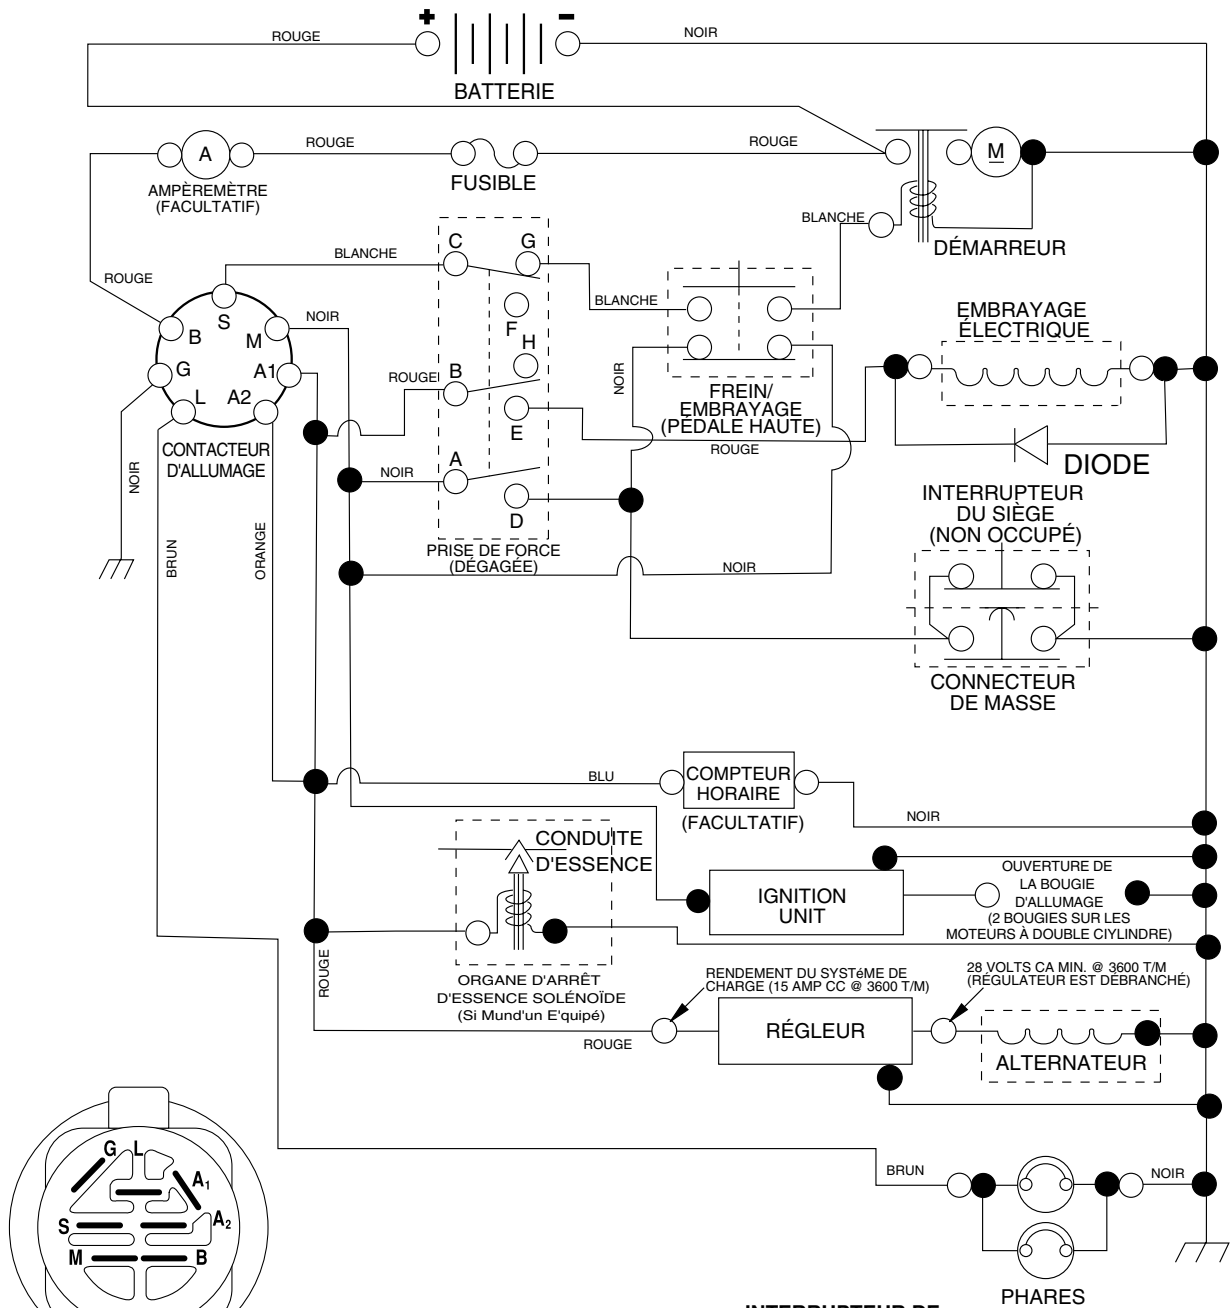 + -
ROUGE
NOIR
BATTERIE
A
ROUGE
ROUGE
M
AMPÈREMÈTRE
(FACULTATIF)
FUSIBLE
BLANCHE
DÉMARREUR
BLANCHE
C G
ROUGE
S
B
M
NOIR
F
BLANCHE
EMBRAYAGE
ÉLECTRIQUE
G
A1
L A2
ROUGE
B
H
E
NOIR
FREIN/
EMBRAYAGE
(PÉDALE HAUTE)
ROUGE
CONTACTEUR
D'ALLUMAGE
NOIR
NOIR
A
D
DIODE
INTERRUPTEUR
DU SIÈGE
(NON OCCUPÉ)
BRUN
ORANGE
PRISE DE FORCE
(DÉGAGÉE)
NOIR
CONNECTEUR
DE MASSE
BLU
COMPTEUR
HORAIRE
(FACULTATIF)
NOIR
CONDUITE
D'ESSENCE
IGNITION
UNIT
OUVERTURE DE
LA BOUGIE
D'ALLUMAGE
(2 BOUGIES SUR LES
MOTEURS À DOUBLE CIYLINDRE)
ROUGE
ORGANE D'ARRÊT
D'ESSENCE SOLÉNOÏDE
(Si Mund'un E'quipé)
RENDEMENT DU SYSTéME DE
CHARGE (15 AMP CC @ 3600 T/M)
28 VOLTS CA MIN. @ 3600 T/M
(RÉGULATEUR EST DÉBRANCHÉ)
ROUGE
RÉGLEUR
ALTERNATEUR
G L
A1
S
A2
M B
BRUN
NOIR
PHARES
INTERRUPTEUR DE